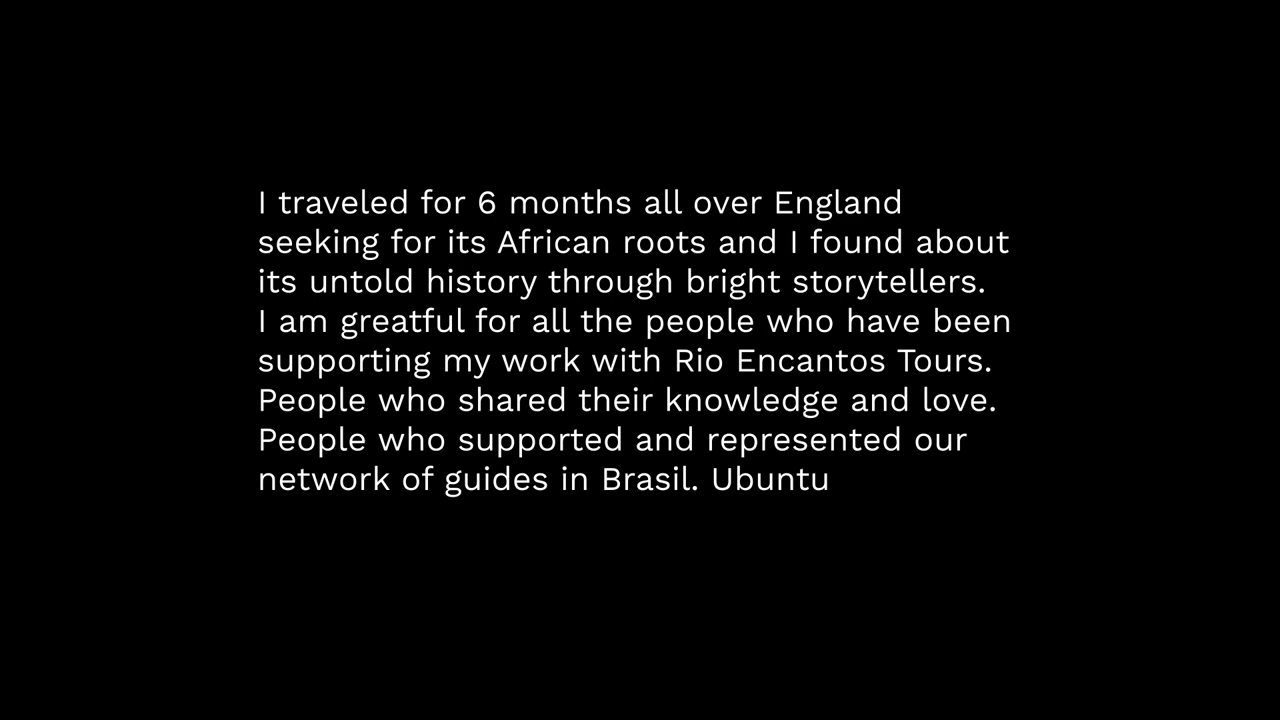 I traveled for 6 months all over England
seeking for its African roots and I found about
its untold history through bright storytellers.
I am greatful for all the people who have been
supporting my work with Rio Encantos Tours.
People who shared their knowledge and love.
People who supported and represented our
network of guides in Brasil. Ubuntu